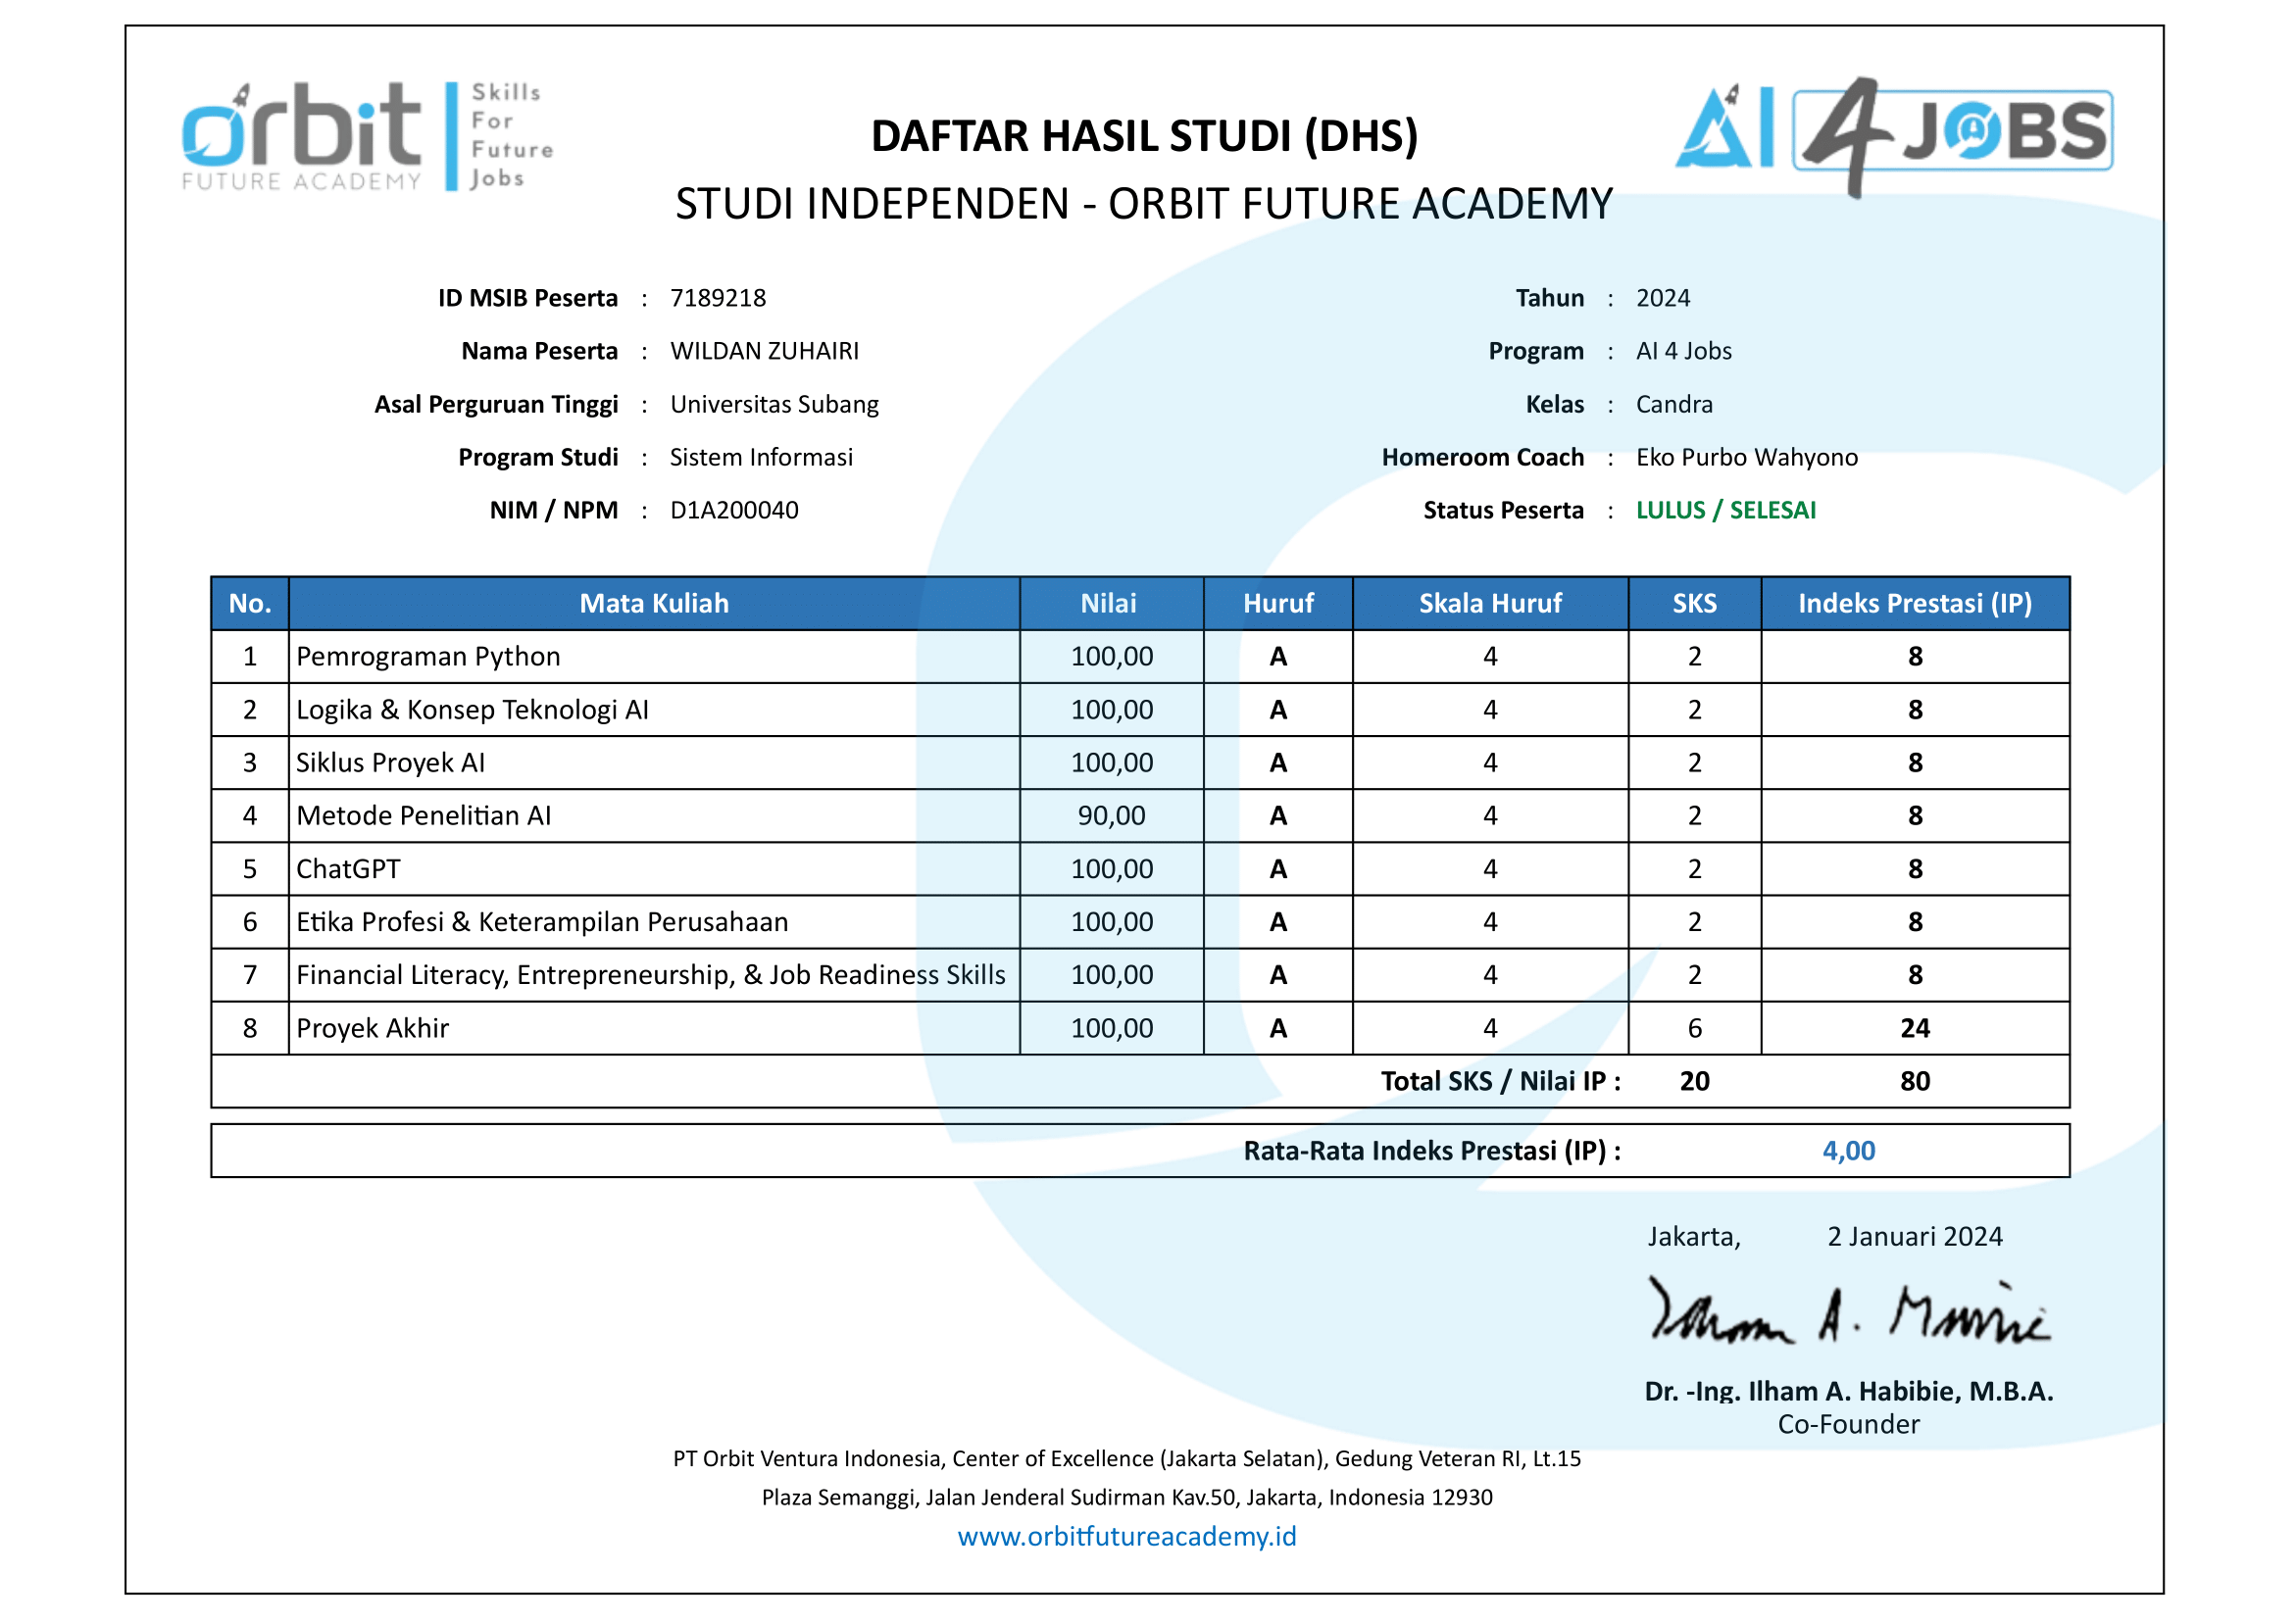 orbit
FUTURE ACADEMY
Skills
For
Future
Jobs
AI 4 JOBS
DAFTAR HASIL STUDI (DHS)
STUDI INDEPENDEN - ORBIT FUTURE ACADEMY
ID MSIB Peserta : 7189218
Nama Peserta : WILDAN ZUHAIRI
Asal Perguruan Tinggi : Universitas Subang
Program Studi : Sistem Informasi
NIM / NPM : D1A200040
Tahun : 2024
Program : AI 4 Jobs
Kelas : Candra
Homeroom Coach : Eko Purbo Wahyono
Status Peserta : LULUS / SELESAI
No. Mata Kuliah Nilai Huruf Skala Huruf SKS Indeks Prestasi (IP)
1 Pemrograman Python 100,00 A 4 2 8
2 Logika & Konsep Teknologi AI 100,00 A 4 2 8
3 Siklus Proyek AI 100,00 A 4 2 8
4 Metode Penelitian AI 90,00 A 4 2 8
5 ChatGPT 100,00 A 4 2 8
6 Etika Profesi & Keterampilan Perusahaan 100,00 A 4 2 8
7 Financial Literacy, Entrepreneurship, & Job Readiness Skills 100,00 A 4 2 8
8 Proyek Akhir 100,00 A 4 6 24
Total SKS / Nilai IP : 20 80
Rata-Rata Indeks Prestasi (IP) : 4,00
Jakarta, 2 Januari 2024
Dr. -Ing. Ilham A. Habibie, M.B.A.
Co-Founder
PT Orbit Ventura Indonesia, Center of Excellence (Jakarta Selatan), Gedung Veteran RI, Lt.15
Plaza Semanggi, Jalan Jenderal Sudirman Kav.50, Jakarta, Indonesia 12930
www.orbitfutureacademy.id